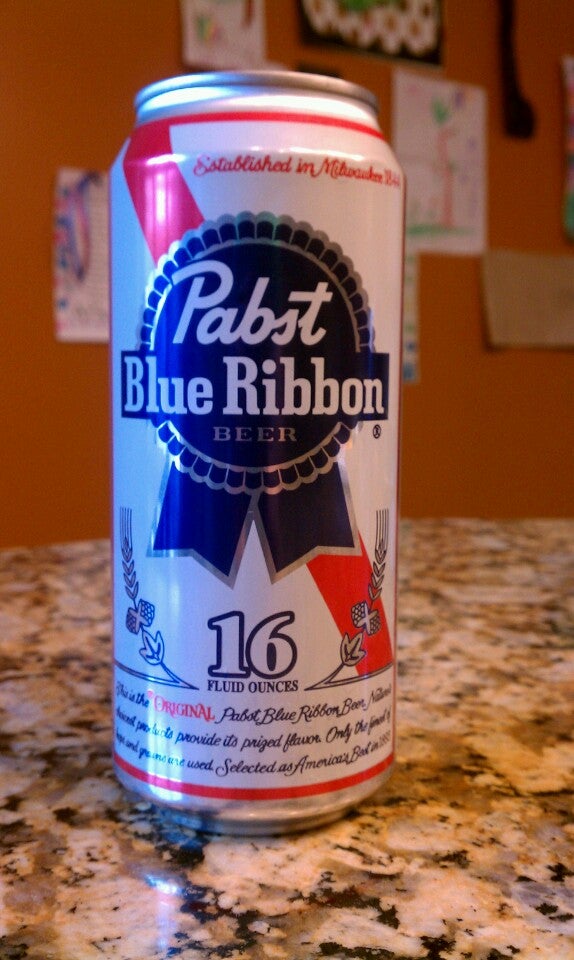 Established in Milwaukee 1844
Pabst
Blue Ribbon
BEER
®
16
FLUID OUNCES
This is the ORIGINAL Pabst Blue Ribbon Beer. Nature's
choicest products provide its prized flavor. Only the finest of
hops and grains are used. Selected as America's Best in 1893.